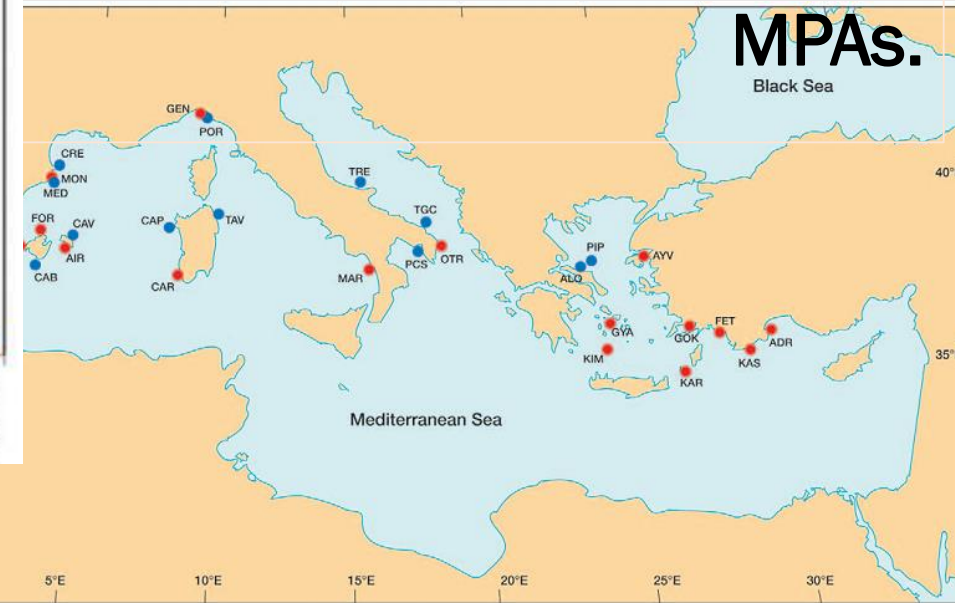 MPAs.
Black Sea
GEN
POR
CRE
MON
MED
TRE
40°
FOR
CAV
CAP
TAV
TGC
AIR
PCS
OTR
PIP
AYV
CAB
CAR
MAR
ALO
GYA
GOK
FET
ADR
KIM
KAS
35°
KAR
Mediterranean Sea
5°E
10°E
15°E
20°E
25°E
30°E